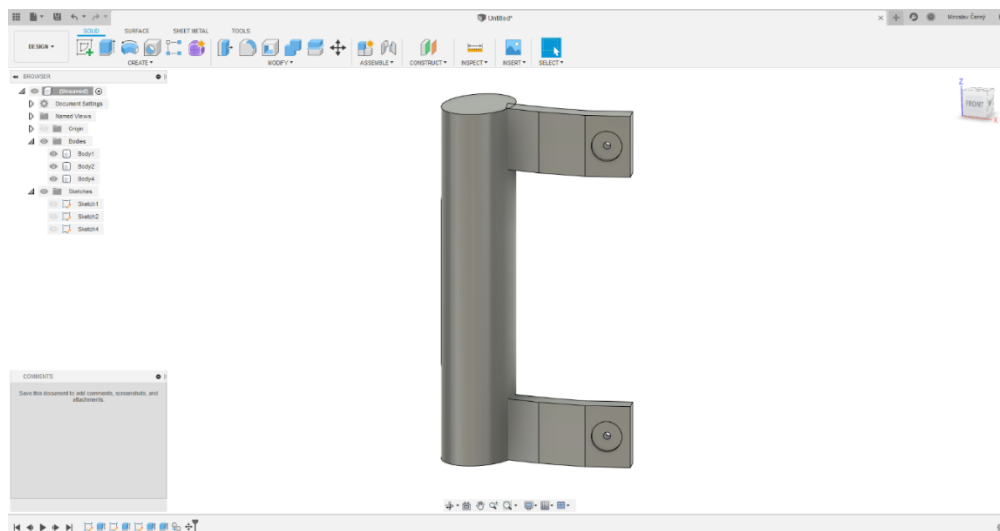 Untitled*
Miroslav Černý
DESIGN
SOLID SURFACE SHEET METAL TOOLS
CREATE MODIFY ASSEMBLE CONSTRUCT INSPECT INSERT SELECT
BROWSER
(Unsaved)
Document Settings
Named Views
Origin
Bodies
Body1
Body2
Body4
Sketches
Sketch1
Sketch2
Sketch4
Z
FRONT
X
COMMENTS
Save this document to add comments, screenshots, and
attachments.